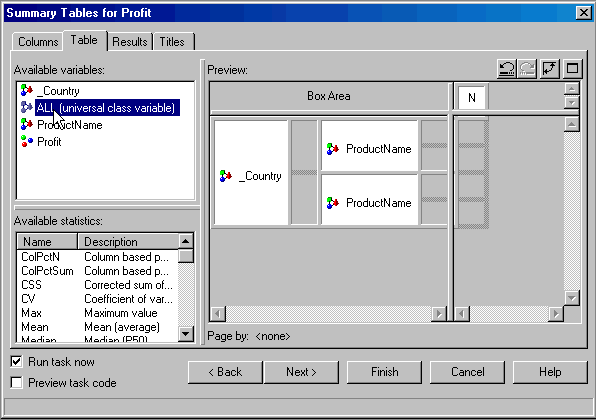 Summary Tables for Profit
Columns Table Results Titles
Available variables:
_Country
ALL (universal class variable)
ProductName
Profit
Preview:
Box Area
N
_Country
ProductName
ProductName
Available statistics:
Name Description
ColPctN Column based p...
ColPctSum Column based p...
CSS Corrected sum of...
CV Coefficient of var...
Max Maximum value
Mean Mean (average)
Median Median (P50)
Page by: <none>
Run task now
Preview task code
< Back Next > Finish Cancel Help